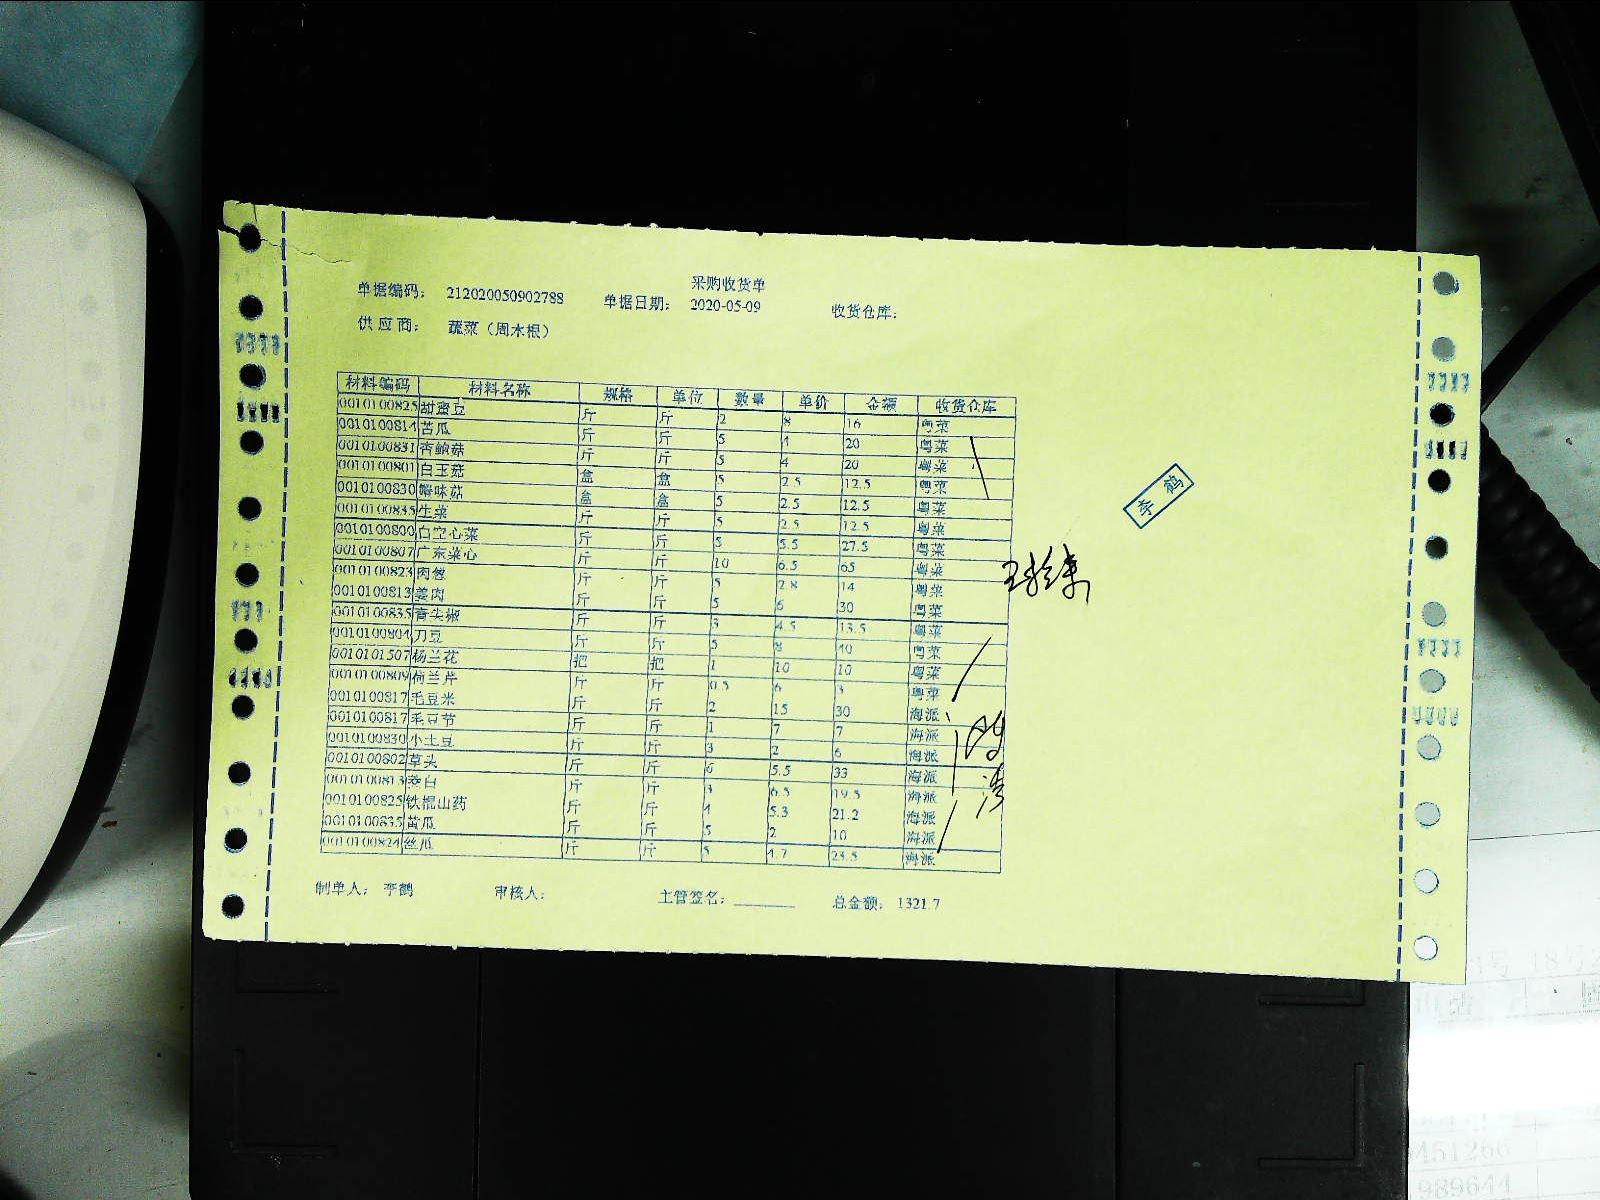 采购收货单
单据编码: 212020050902788 单据日期: 2020-05-09 收货仓库:
供应商: 蔬菜(周木根)
材料编码 材料名称 规格 单位 数量 单价 金额 收货仓库
0010100825 甜蜜豆 斤 斤 2 8 16 粤菜
0010100814 苦瓜 斤 斤 5 4 20 粤菜
0010100831 杏鲍菇 斤 斤 5 4 20 粤菜
0010100801 白玉菇 盒 盒 5 2.5 12.5 粤菜
0010100830 蟹味菇 盒 盒 5 2.5 12.5 粤菜
0010100835 生菜 斤 斤 5 2.5 12.5 粤菜
0010100800 白空心菜 斤 斤 5 5.5 27.5 粤菜
0010100807 广东菜心 斤 斤 10 6.5 65 粤菜
0010100823 肉葱 斤 斤 5 2.8 14 粤菜
0010100813 姜肉 斤 斤 5 6 30 粤菜
0010100835 青尖椒 斤 斤 3 4.5 13.5 粤菜
0010100804 刀豆 斤 斤 5 8 40 粤菜
0010101507 杨兰花 把 把 1 10 10 粤菜
0010100809 荷兰芹 斤 斤 0.5 6 3 粤菜
0010100817 毛豆米 斤 斤 2 15 30 海派
0010100817 毛豆节 斤 斤 1 7 7 海派
0010100830 小土豆 斤 斤 3 2 6 海派
0010100802 草头 斤 斤 6 5.5 33 海派
0010100813 茭白 斤 斤 3 6.5 19.5 海派
0010100825 铁棍山药 斤 斤 4 5.3 21.2 海派
0010100835 黄瓜 斤 斤 5 2 10 海派
0010100824 丝瓜 斤 斤 5 4.7 23.5 海派
制单人: 李鹤 审核人: 主管签名: 总金额: 1321.7
李鹤
451266
989644